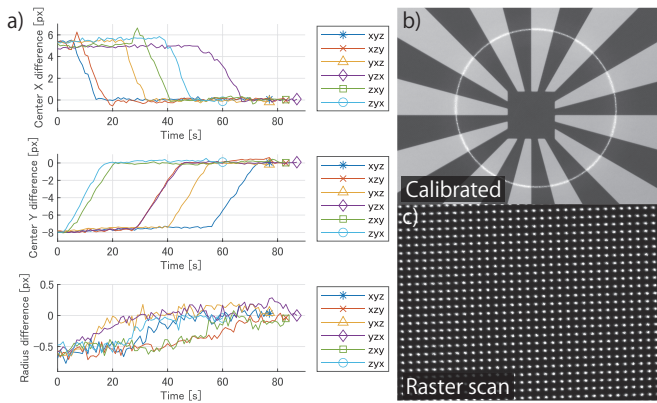 a)
Center X difference [px]
6
4
2
0
0 20 40 60 80
Time [s]
xyz
xzy
yxz
yzx
zxy
zyx
Center Y difference [px]
0
-2
-4
-6
-8
0 20 40 60 80
Time [s]
xyz
xzy
yxz
yzx
zxy
zyx
Radius difference [px]
0.5
0
-0.5
0 20 40 60 80
Time [s]
xyz
xzy
yxz
yzx
zxy
zyx
b)
Calibrated
c)
Raster scan